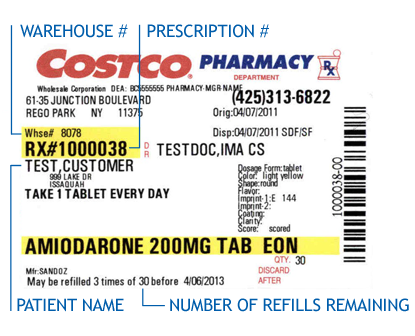 WAREHOUSE # PRESCRIPTION #
COSTCO PHARMACY
DEPARTMENT
Wholesale Corporation DEA: BC5555555 PHARMACY-MGR-NAME
61-35 JUNCTION BOULEVARD (425)313-6822
REGO PARK NY 11375 Orig:04/07/2011
Whse# 8078 Disp:04/07/2011 SDF/SF
RX#1000038 DR TESTDOC,IMA CS
TEST,CUSTOMER
999 LAKE DR
ISSAQUAH
TAKE 1 TABLET EVERY DAY
Dosage Form:tablet
Color: light yellow
Shape:round
Flavor:
Imprint-1:E 144
Imprint-2:
Coating:
Clarity:
Score: scored
1000038-00
AMIODARONE 200MG TAB EON
QTY. 30
Mfr:SANDOZ DISCARD
May be refilled 3 times of 30 before 4/06/2013 AFTER
PATIENT NAME NUMBER OF REFILLS REMAINING